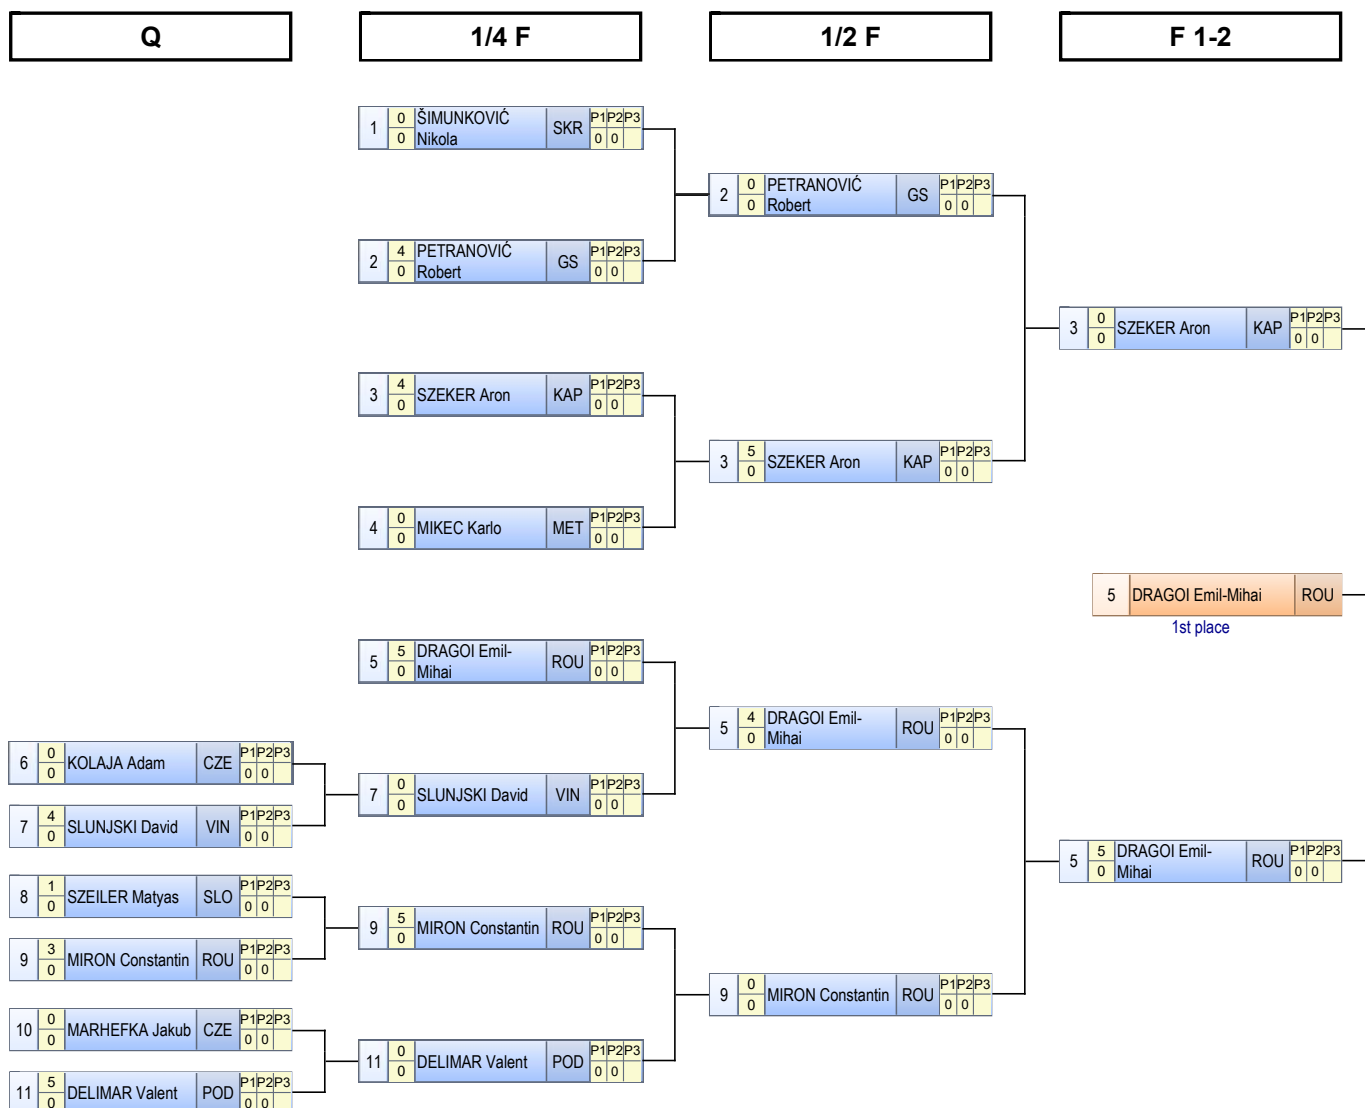 Q
1/4 F
1/2 F
F 1-2
1 0 0 ŠIMUNKOVIĆ Nikola SKR P1 P2 P3 0 0
2 4 0 PETRANOVIĆ Robert GS P1 P2 P3 0 0
3 4 0 SZEKER Aron KAP P1 P2 P3 0 0
4 0 0 MIKEC Karlo MET P1 P2 P3 0 0
5 5 0 DRAGOI Emil-Mihai ROU P1 P2 P3 0 0
6 0 0 KOLAJA Adam CZE P1 P2 P3 0 0
7 4 0 SLUNJSKI David VIN P1 P2 P3 0 0
8 1 0 SZEILER Matyas SLO P1 P2 P3 0 0
9 3 0 MIRON Constantin ROU P1 P2 P3 0 0
10 0 0 MARHEFKA Jakub CZE P1 P2 P3 0 0
11 5 0 DELIMAR Valent POD P1 P2 P3 0 0
7 0 0 SLUNJSKI David VIN P1 P2 P3 0 0
9 5 0 MIRON Constantin ROU P1 P2 P3 0 0
11 0 0 DELIMAR Valent POD P1 P2 P3 0 0
2 0 0 PETRANOVIĆ Robert GS P1 P2 P3 0 0
3 5 0 SZEKER Aron KAP P1 P2 P3 0 0
5 4 0 DRAGOI Emil-Mihai ROU P1 P2 P3 0 0
9 0 0 MIRON Constantin ROU P1 P2 P3 0 0
3 0 0 SZEKER Aron KAP P1 P2 P3 0 0
5 DRAGOI Emil-Mihai ROU
1st place
5 5 0 DRAGOI Emil-Mihai ROU P1 P2 P3 0 0